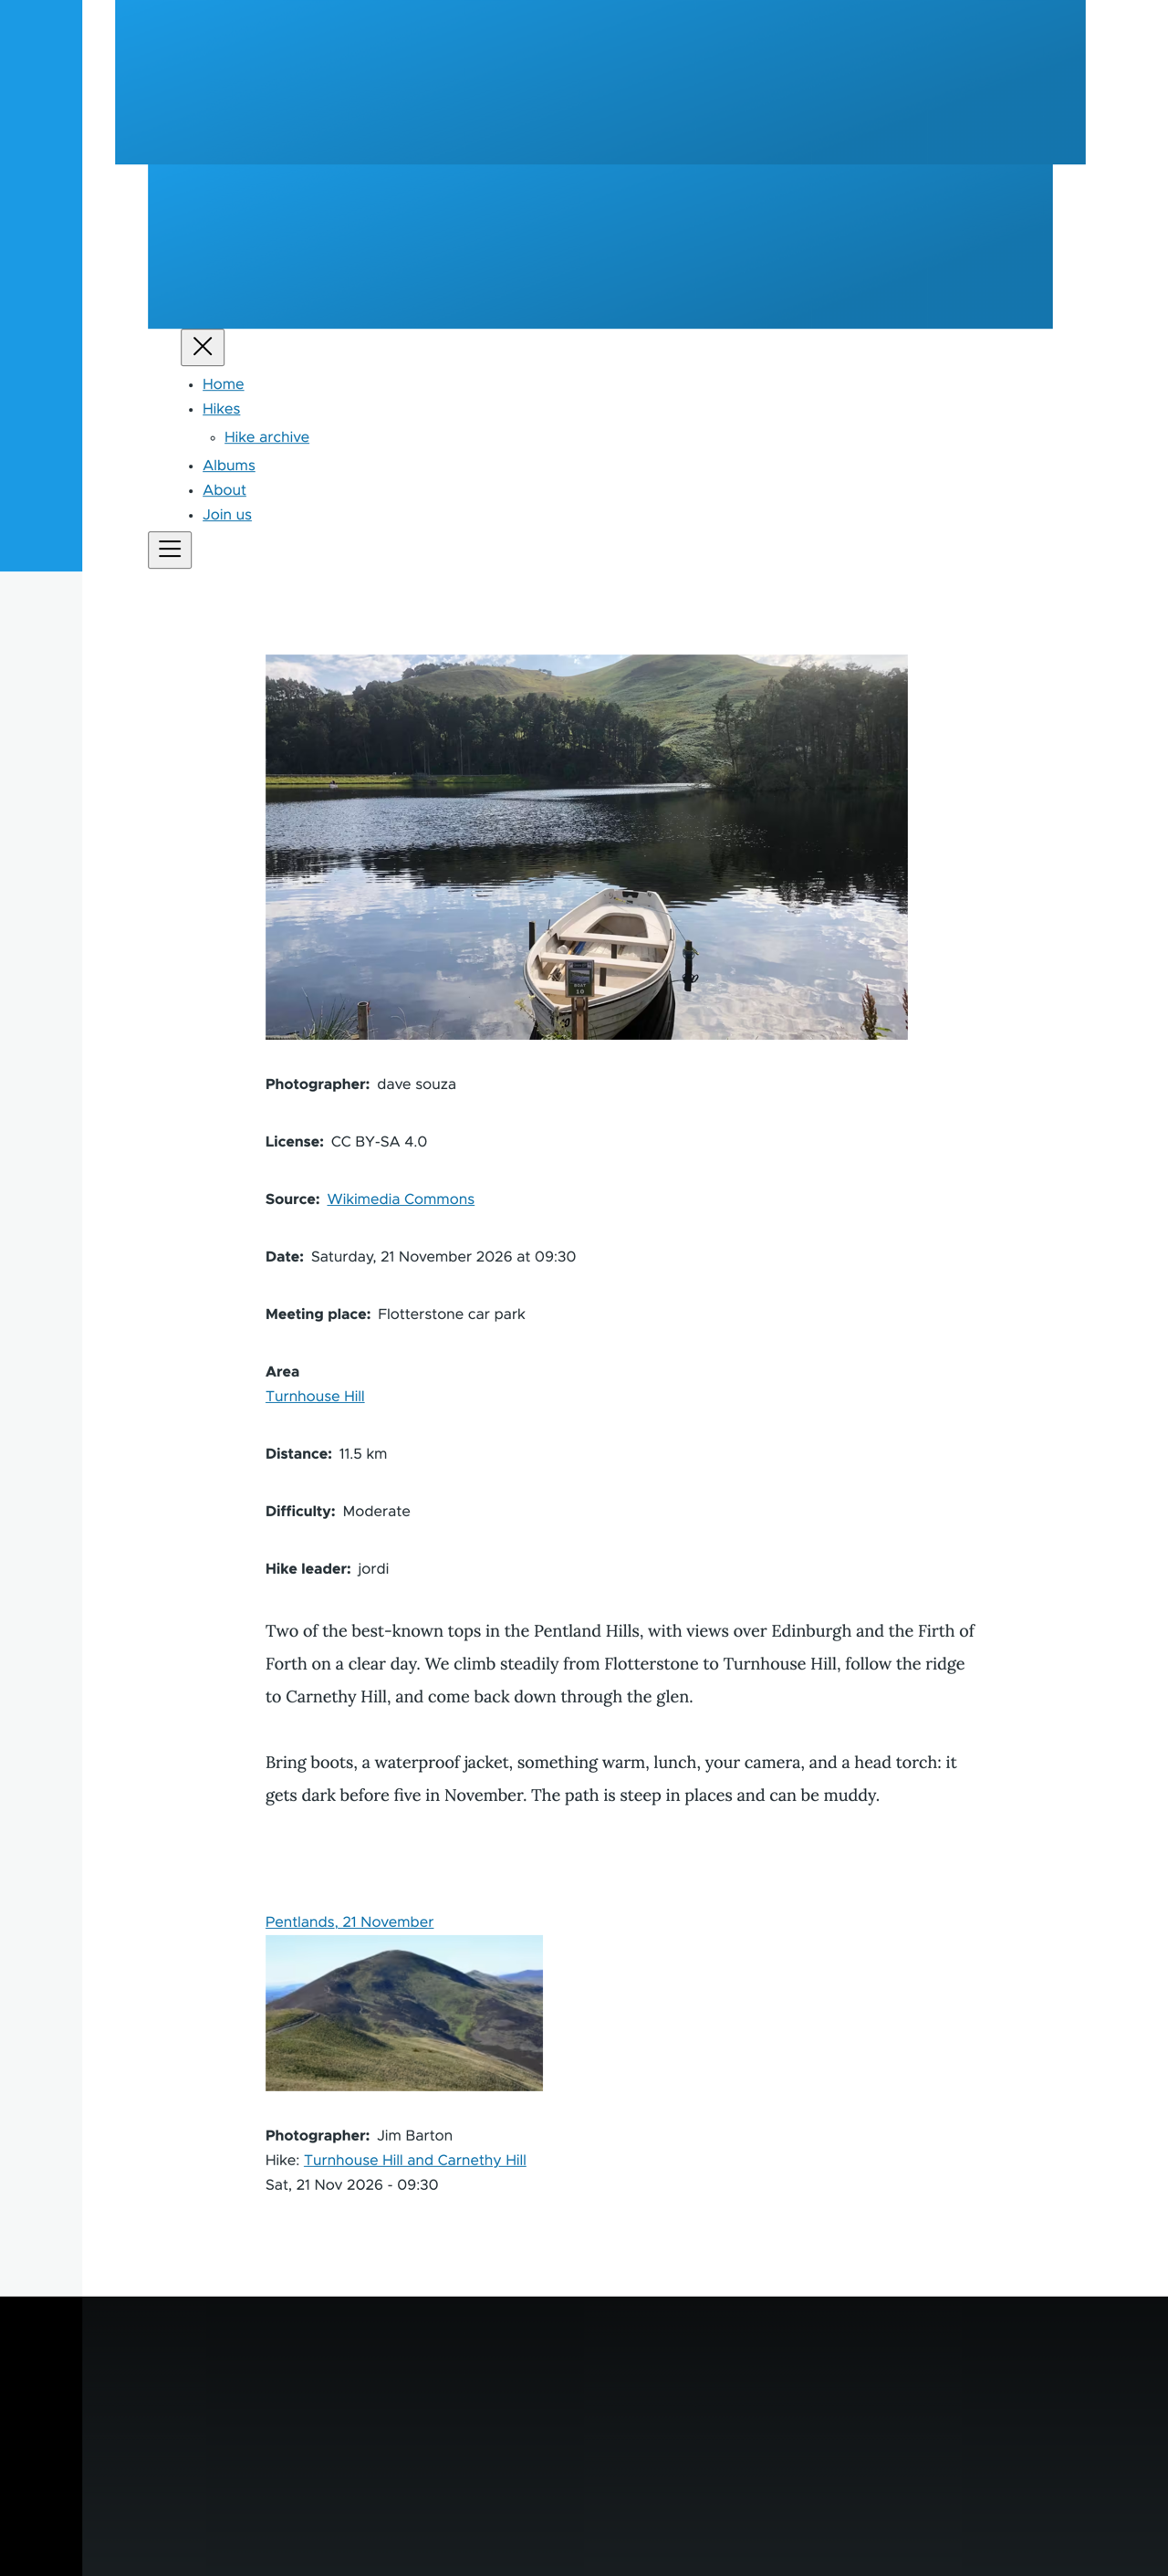 Home
Hikes
Hike archive
Albums
About
Join us
BOAT
10
Photographer: dave souza
License: CC BY-SA 4.0
Source: Wikimedia Commons
Date: Saturday, 21 November 2026 at 09:30
Meeting place: Flotterstone car park
Area
Turnhouse Hill
Distance: 11.5 km
Difficulty: Moderate
Hike leader: jordi
Two of the best-known tops in the Pentland Hills, with views over Edinburgh and the Firth of
Forth on a clear day. We climb steadily from Flotterstone to Turnhouse Hill, follow the ridge
to Carnethy Hill, and come back down through the glen.
Bring boots, a waterproof jacket, something warm, lunch, your camera, and a head torch: it
gets dark before five in November. The path is steep in places and can be muddy.
Pentlands, 21 November
Photographer: Jim Barton
Hike: Turnhouse Hill and Carnethy Hill
Sat, 21 Nov 2026 - 09:30